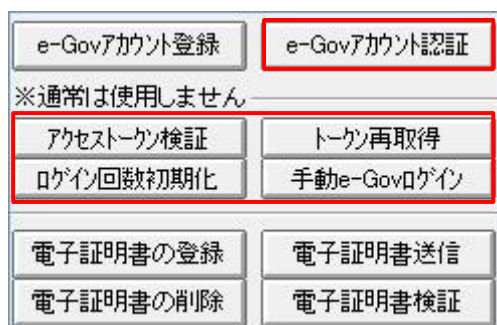 e-Govアカウント登録 e-Govアカウント認証
※通常は使用しません
アクセストークン検証 トークン再取得
ログイン回数初期化 手動e-Govログイン
電子証明書の登録 電子証明書送信
電子証明書の削除 電子証明書検証